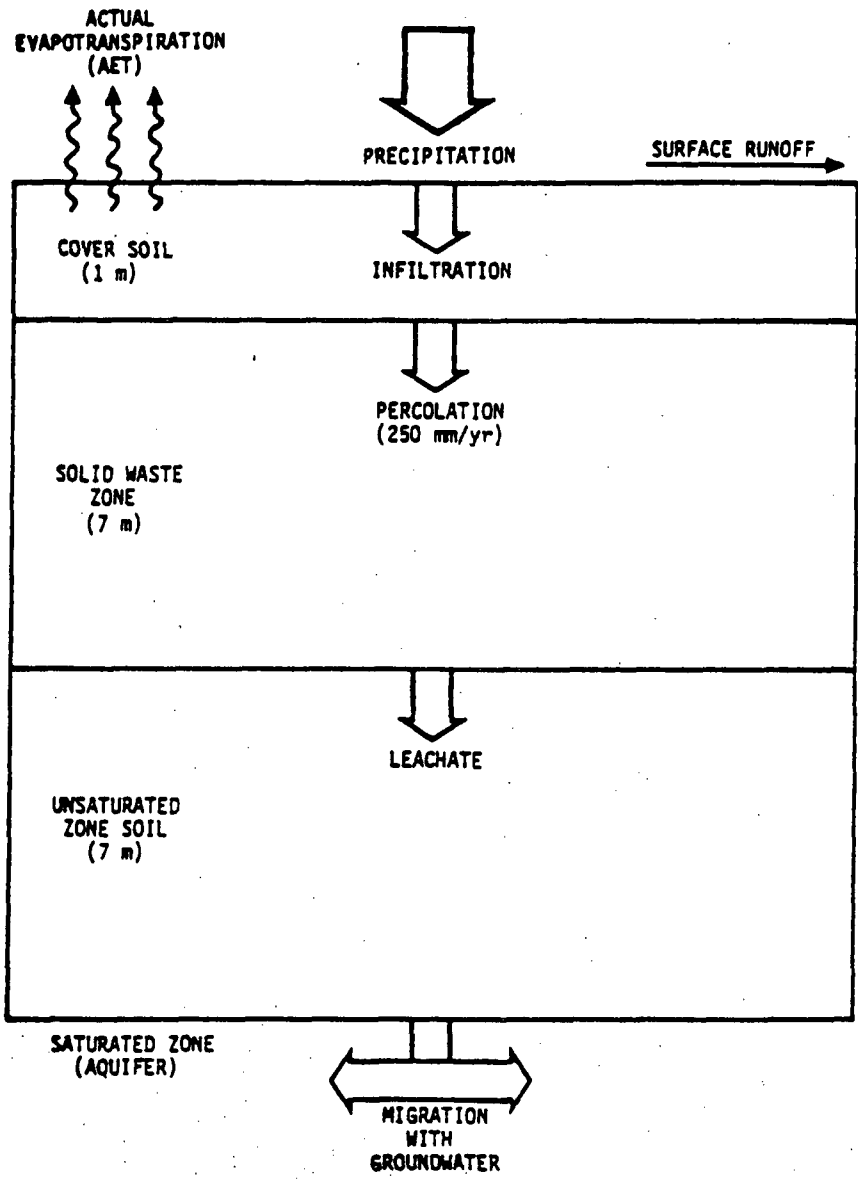 ACTUAL
EVAPOTRANSPIRATION
(AET)
PRECIPITATION
SURFACE RUNOFF
COVER SOIL
(1 m)
INFILTRATION
PERCOLATION
(250 mm/yr)
SOLID WASTE
ZONE
(7 m)
LEACHATE
UNSATURATED
ZONE SOIL
(7 m)
SATURATED ZONE
(AQUIFER)
MIGRATION
WITH
GROUNDWATER